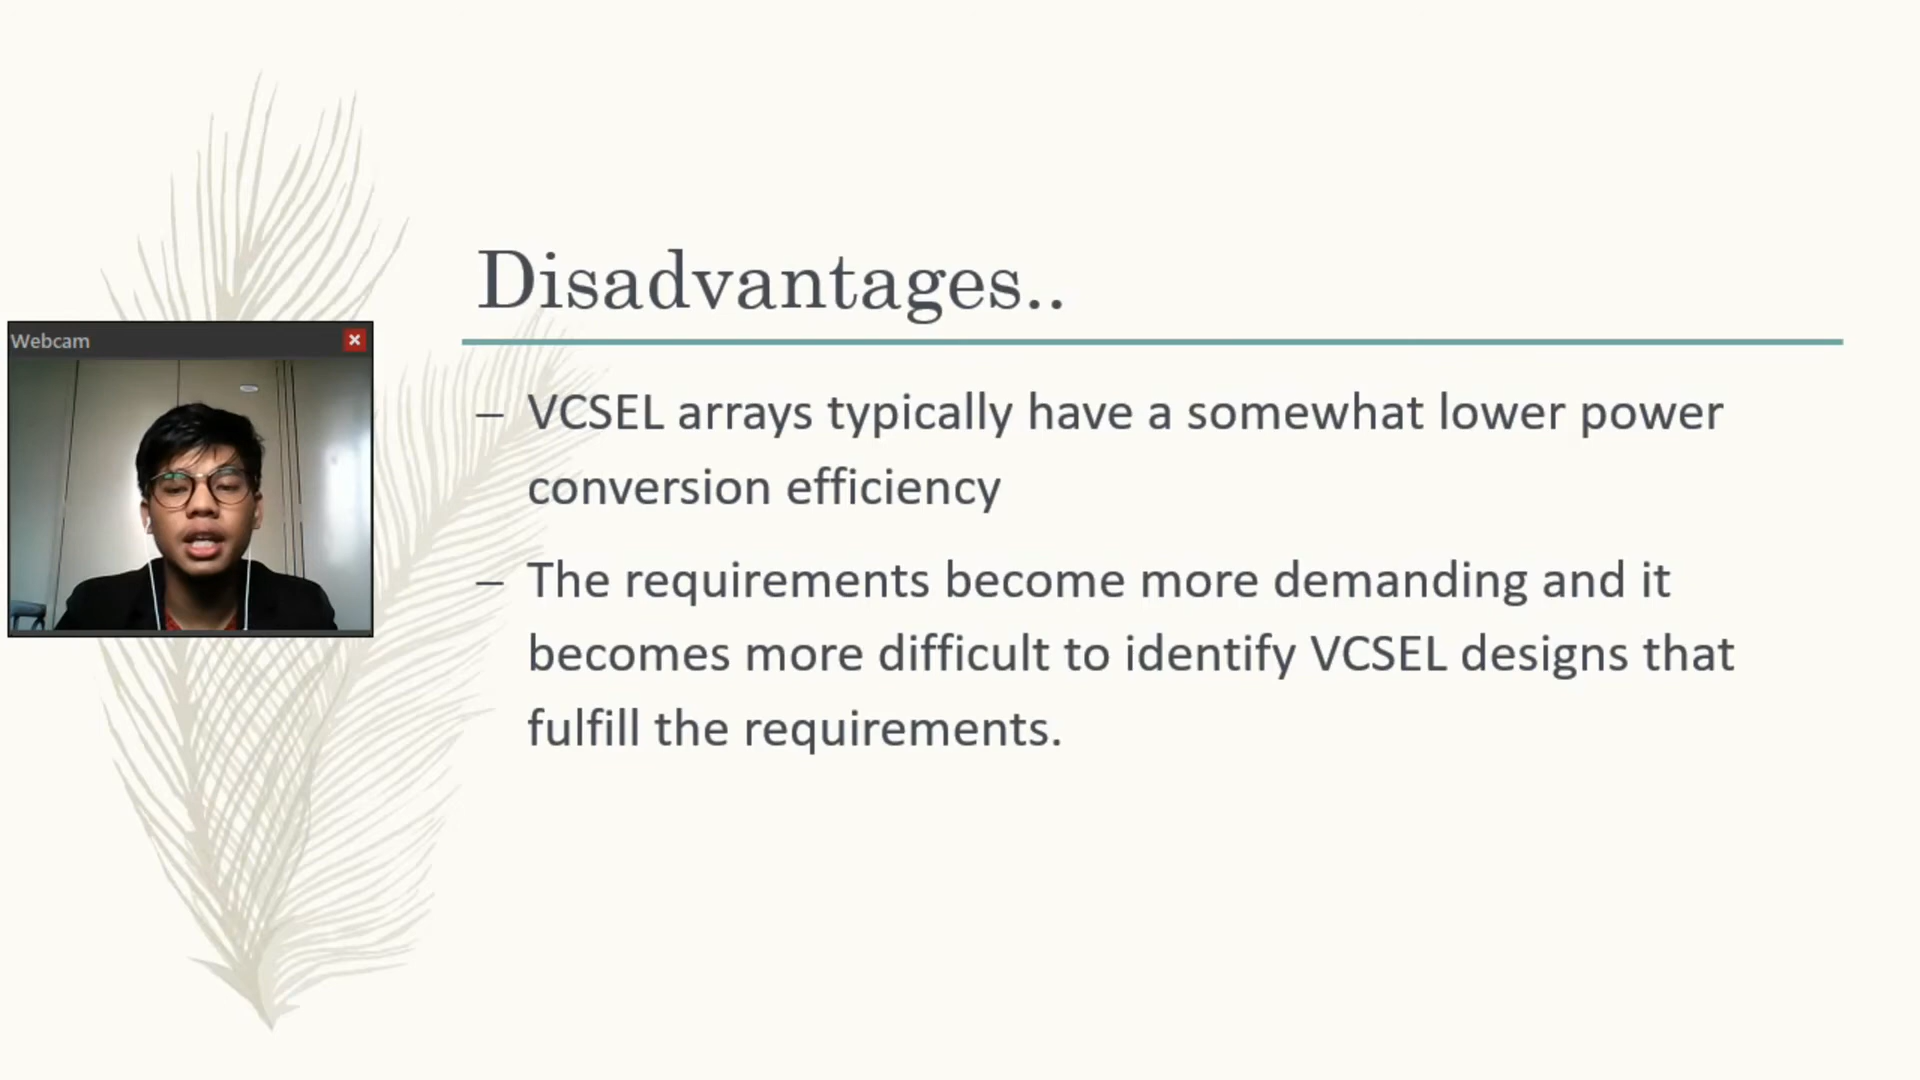 Disadvantages..
Webcam
– VCSEL arrays typically have a somewhat lower power
conversion efficiency
– The requirements become more demanding and it
becomes more difficult to identify VCSEL designs that
fulfill the requirements.